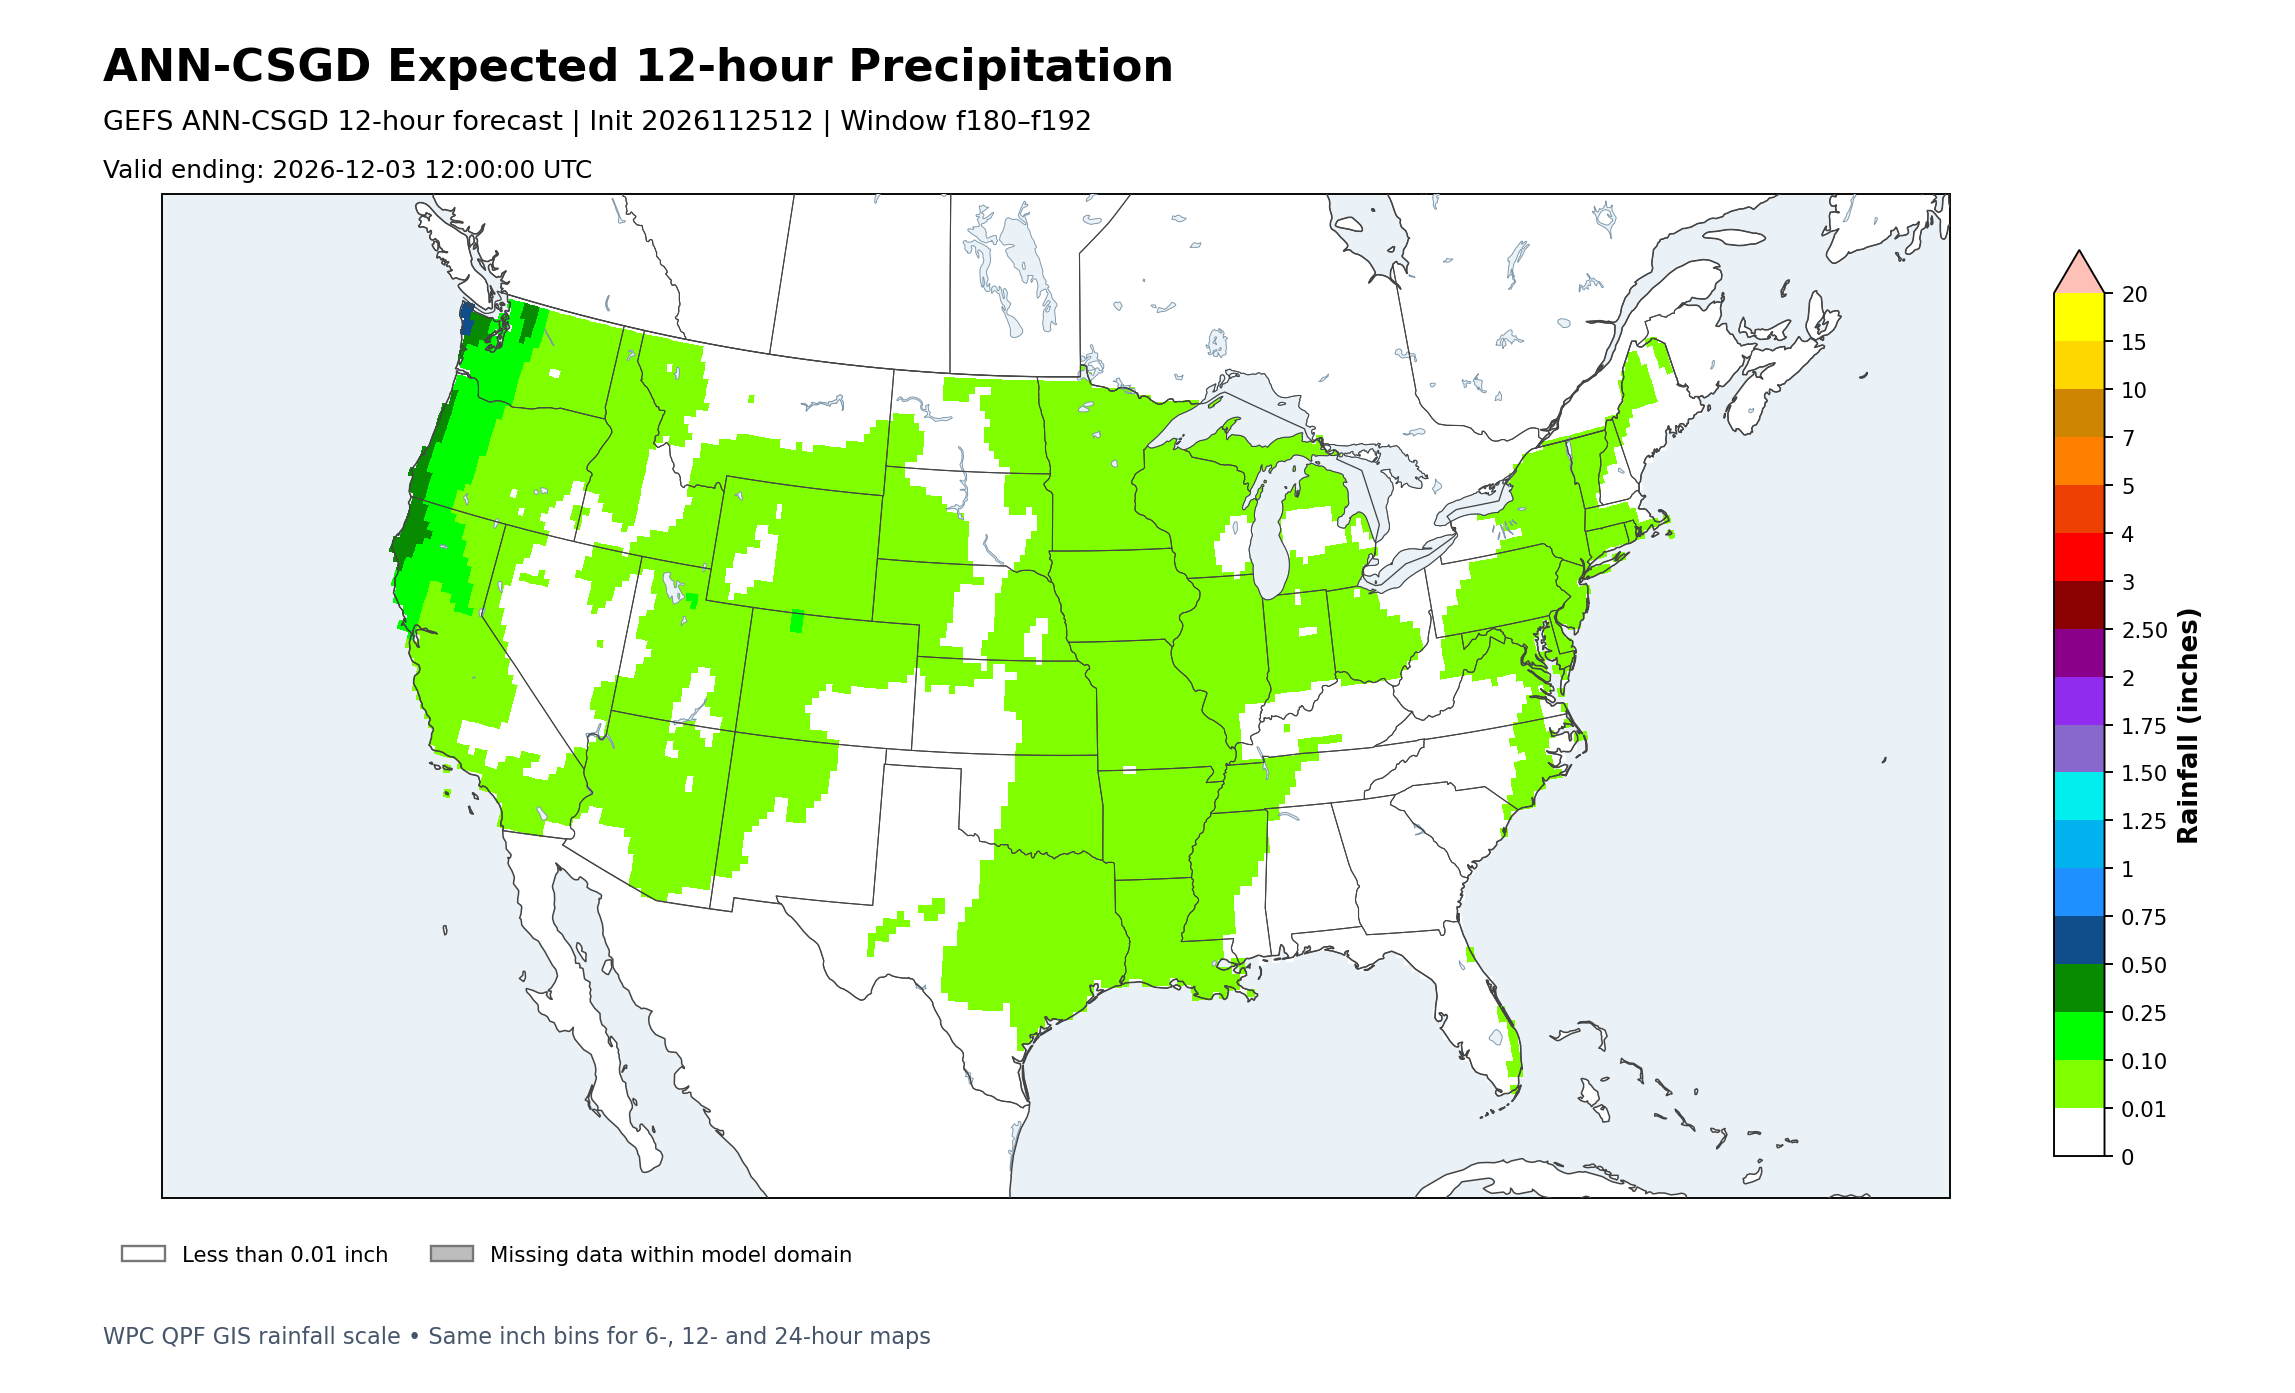 ANN-CSGD Expected 12-hour Precipitation
GEFS ANN-CSGD 12-hour forecast | Init 2026112512 | Window f180–f192
Valid ending: 2026-12-03 12:00:00 UTC
20
15
10
7
5
4
3
2.50
2
1.75
1.50
1.25
1
0.75
0.50
0.25
0.10
0.01
0
Rainfall (inches)
Less than 0.01 inch
Missing data within model domain
WPC QPF GIS rainfall scale • Same inch bins for 6-, 12- and 24-hour maps